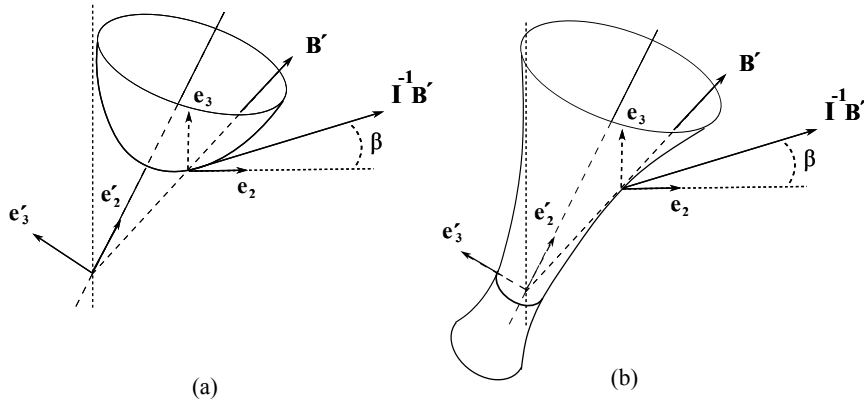 B′
e₃
I⁻¹B′
β
e₂
e′₂
e′₃
(a)
B′
e₃
I⁻¹B′
β
e₂
e′₂
e′₃
(b)